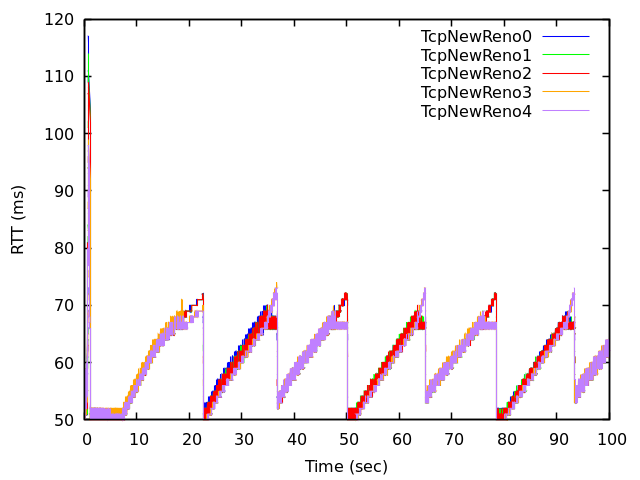 120
110
100
90
80
70
60
50
RTT (ms)
TcpNewReno0
TcpNewReno1
TcpNewReno2
TcpNewReno3
TcpNewReno4
0 10 20 30 40 50 60 70 80 90 100
Time (sec)